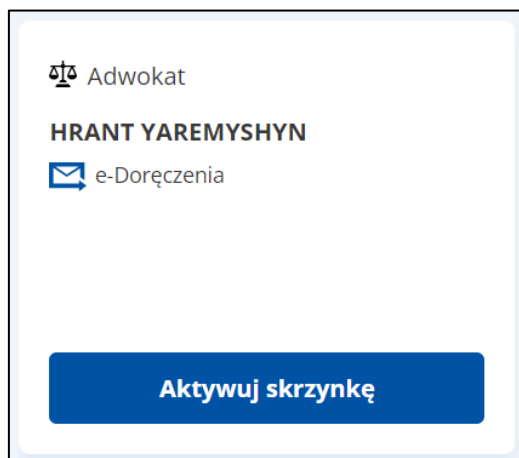 Adwokat
HRANT YAREMYSHYN
e-Doręczenia
Aktywuj skrzynkę